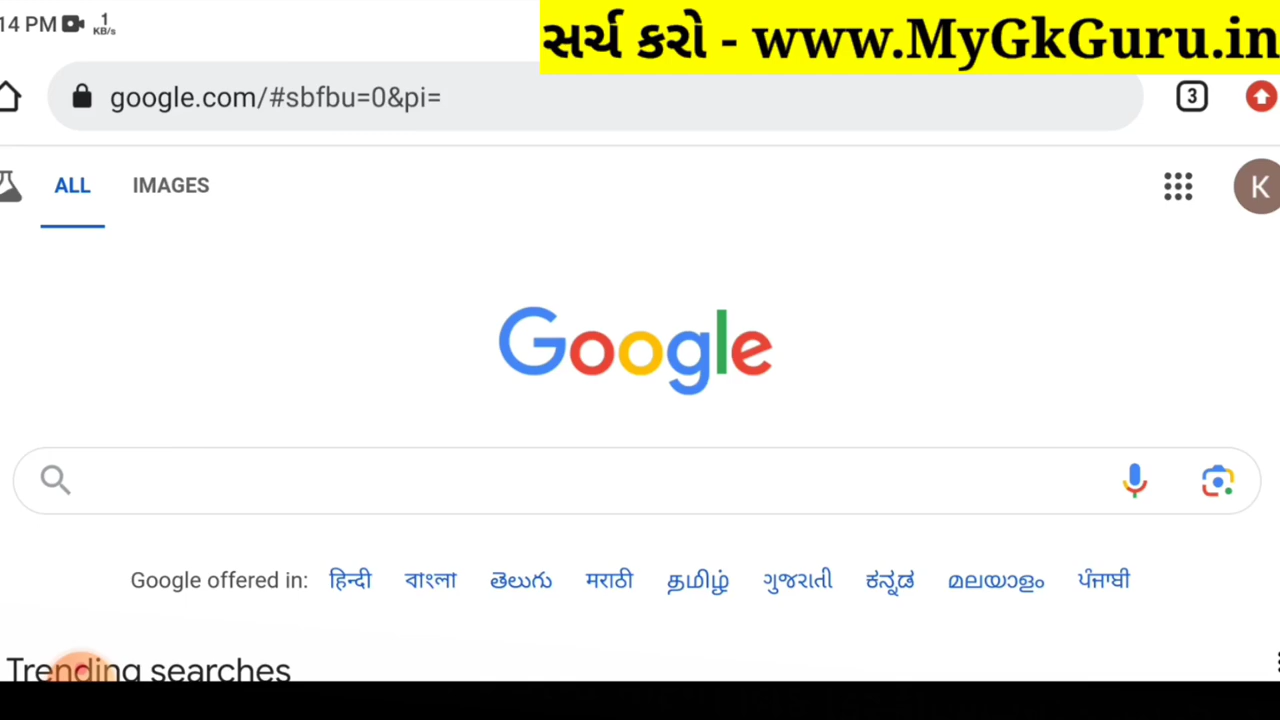 14 PM 1 KB/s
સર્ચ કરો - www.MyGkGuru.in
google.com/#sbfbu=0&pi=
3
ALL IMAGES
K
Google
Google offered in: हिन्दी বাংলা తెలుగు मराठी தமிழ் ગુજરાતી ಕನ್ನಡ മലയാളം ਪੰਜਾਬੀ
Trending searches